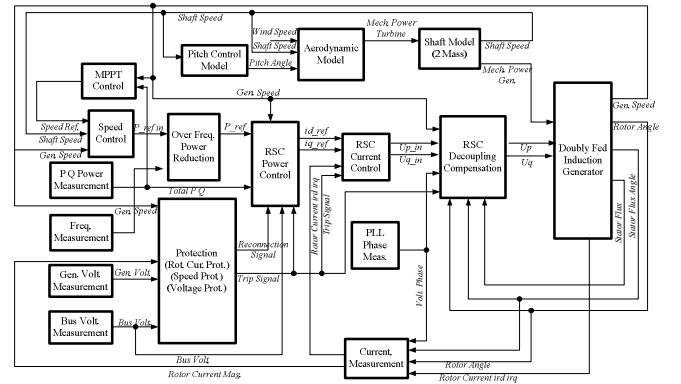 Shaft Speed
Wind Speed
Shaft Speed
Pitch Angle
Pitch Control
Model
Aerodynamic
Model
Mech. Power
Turbine
Shaft Model
(2 Mass)
Shaft Speed
Mech. Power
Gen.
MPPT
Control
Gen. Speed
Gen. Speed
Rotor Angle
Speed Ref.
Shaft Speed
Gen. Speed
Speed
Control
P_ref in
Over Freq.
Power
Reduction
P_ref
RSC
Power
Control
id_ref
iq_ref
RSC
Current
Control
Up_in
Uq_in
RSC
Decoupling
Compensation
Up
Uq
Doubly Fed
Induction
Generator
P Q Power
Measurement
Total P Q
Rotor Current ird irq
Trip Signal
Stator Flux
Stator Flux Angle
Gen. Speed
Freq.
Measurement
Protection
(Rot. Cur. Prot.)
(Speed Prot.)
(Voltage Prot.)
Reconnection
Signal
Trip Signal
PLL
Phase
Meas.
Volt. Phase
Gen. Volt.
Measurement
Gen. Volt.
Bus Volt.
Measurement
Bus Volt.
Bus Volt.
Current.
Measurement
Rotor Angle
Rotor Current Mag.
Rotor Current ird irq